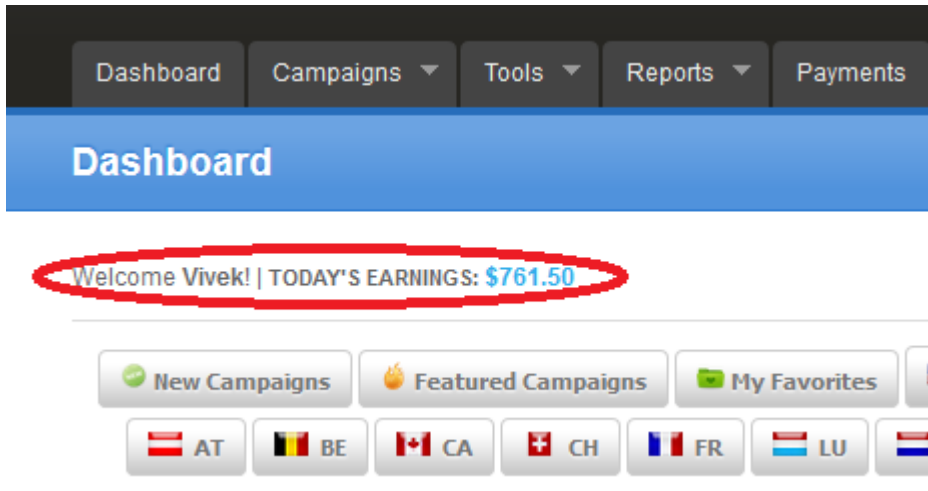 Dashboard Campaigns Tools Reports Payments
Dashboard
Welcome Vivek! | TODAY'S EARNINGS: $761.50
New Campaigns Featured Campaigns My Favorites
AT BE CA CH FR LU